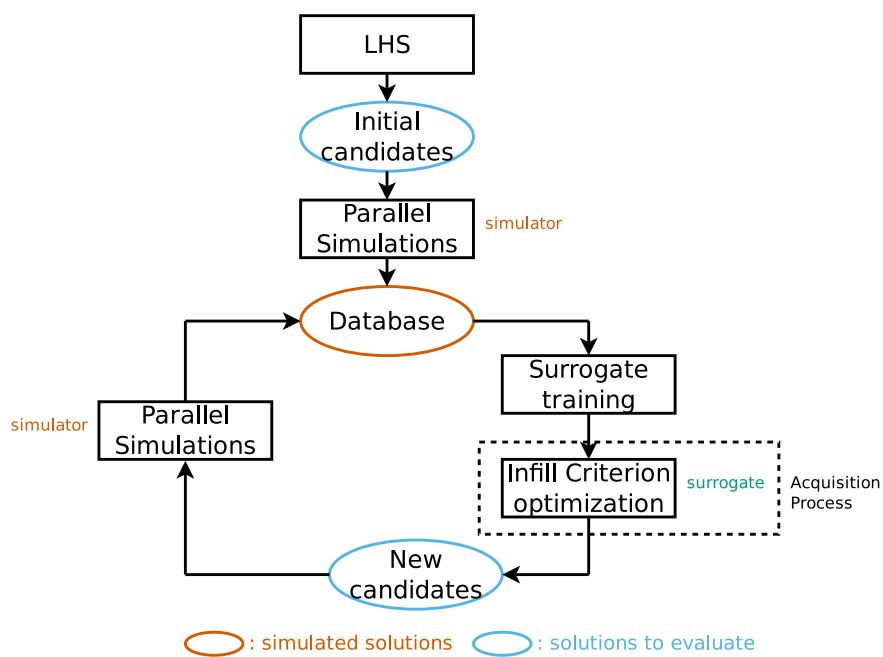 LHS
Initial
candidates
Parallel
Simulations
simulator
Database
Surrogate
training
simulator
Parallel
Simulations
Infill Criterion
optimization
surrogate
Acquisition
Process
New
candidates
: simulated solutions
: solutions to evaluate